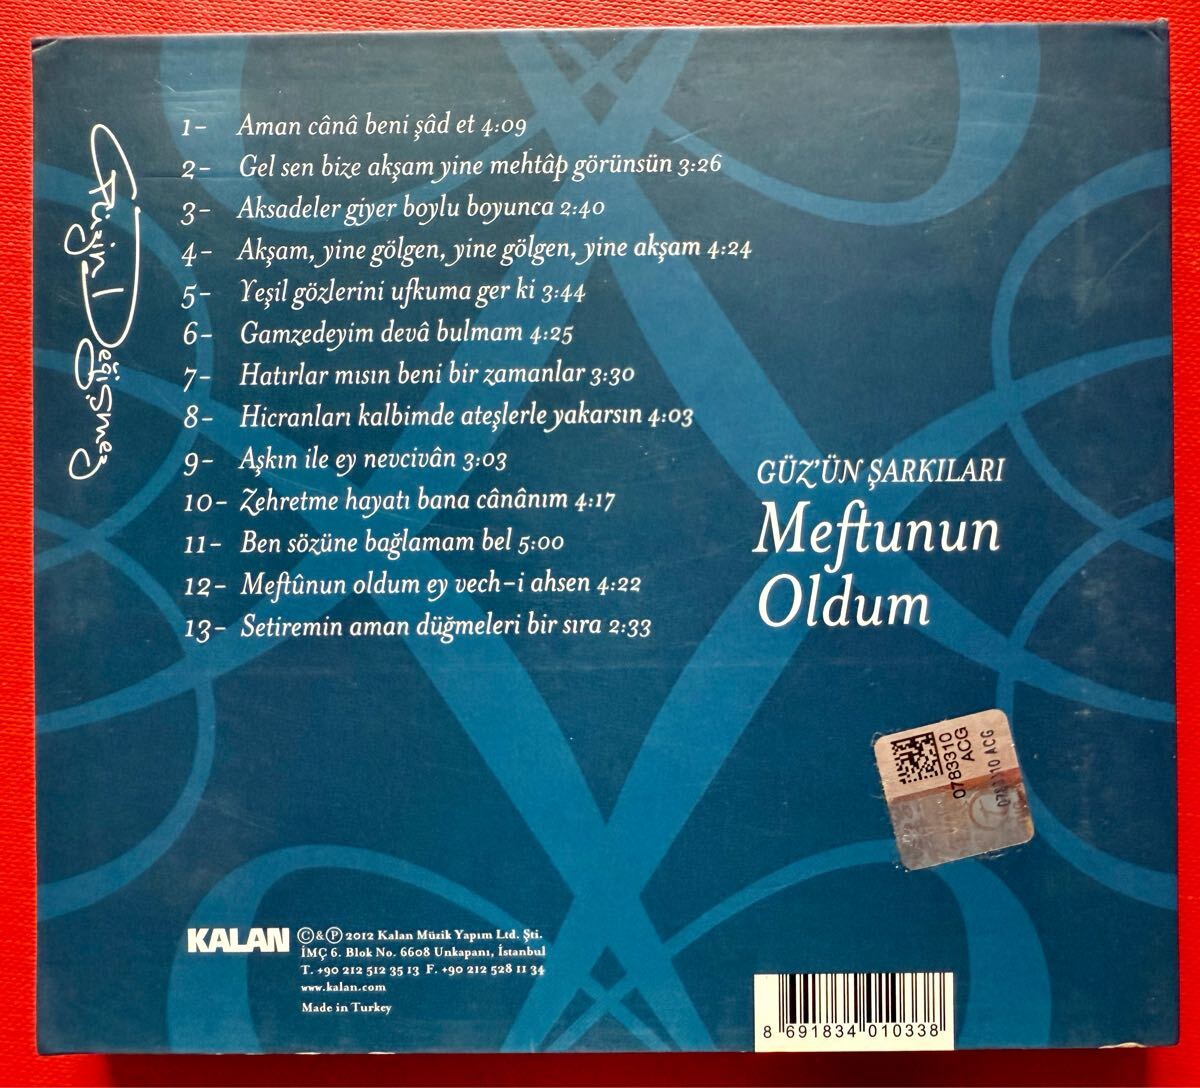 Güzin Değişmez
1- Aman cânâ beni şâd et 4:09
2- Gel sen bize akşam yine mehtâp görünsün 3:26
3- Aksadeler giyer boylu boyunca 2:40
4- Akşam, yine gölgen, yine gölgen, yine akşam 4:24
5- Yeşil gözlerini ufkuma ger ki 3:44
6- Gamzedeyim devâ bulmam 4:25
7- Hatırlar mısın beni bir zamanlar 3:30
8- Hicranları kalbimde ateşlerle yakarsın 4:03
9- Aşkın ile ey nevcivân 3:03
10- Zehretme hayatı bana cânânım 4:17
11- Ben sözüne bağlamam bel 5:00
12- Meftûnun oldum ey vech-i ahsen 4:22
13- Setiremin aman düğmeleri bir sıra 2:33
GÜZ'ÜN ŞARKILARI
Meftunun
Oldum
0783310
ACG
KALAN
©&℗ 2012 Kalan Müzik Yapım Ltd. Şti.
İMÇ 6. Blok No. 6608 Unkapanı, İstanbul
T. +90 212 512 35 13 F. +90 212 528 11 34
www.kalan.com
Made in Turkey
8 691834 010338